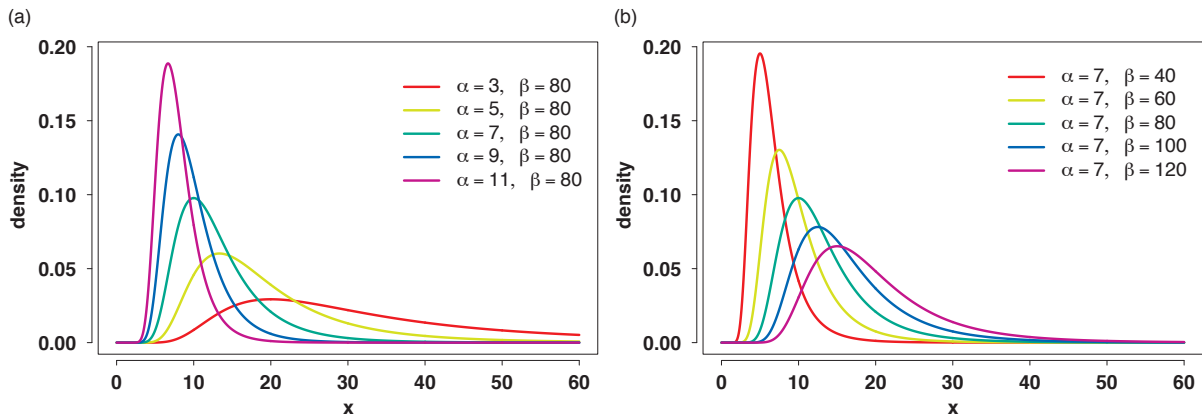 (a)
0.20
0.15
0.10
0.05
0.00
density
α = 3, β = 80
α = 5, β = 80
α = 7, β = 80
α = 9, β = 80
α = 11, β = 80
0 10 20 30 40 50 60
x
(b)
0.20
0.15
0.10
0.05
0.00
density
α = 7, β = 40
α = 7, β = 60
α = 7, β = 80
α = 7, β = 100
α = 7, β = 120
0 10 20 30 40 50 60
x